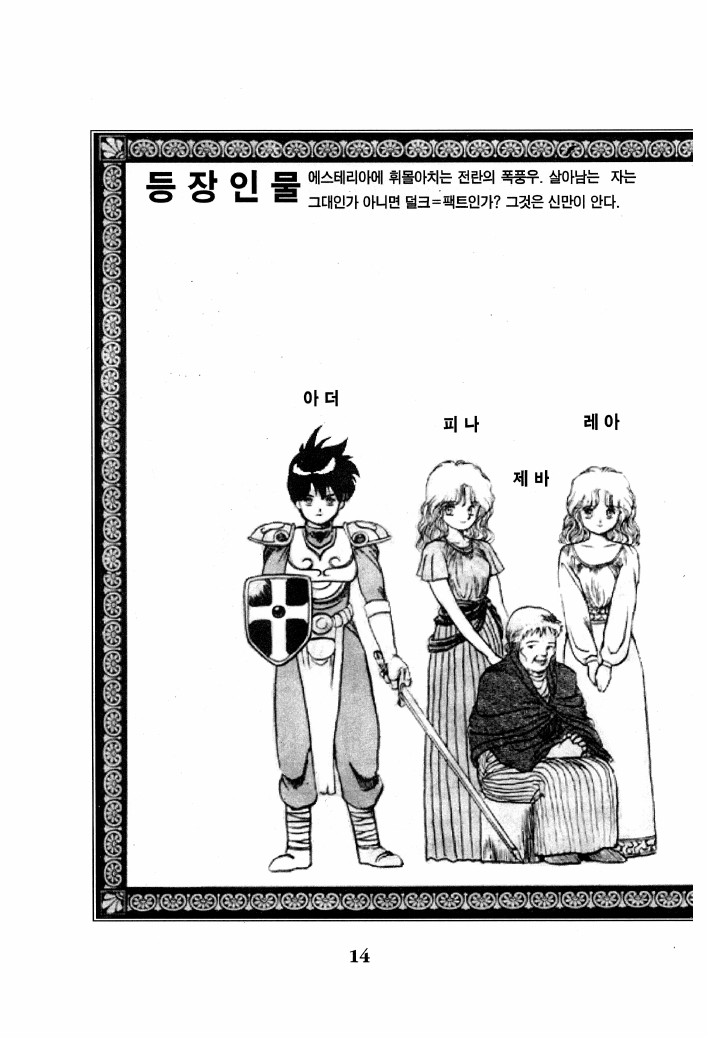 등장인물
에스테리아에 휘몰아치는 전란의 폭풍우. 살아남는 자는
그대인가 아니면 덜크=팩트인가? 그것은 신만이 안다.
아더
피나
레아
제바
14